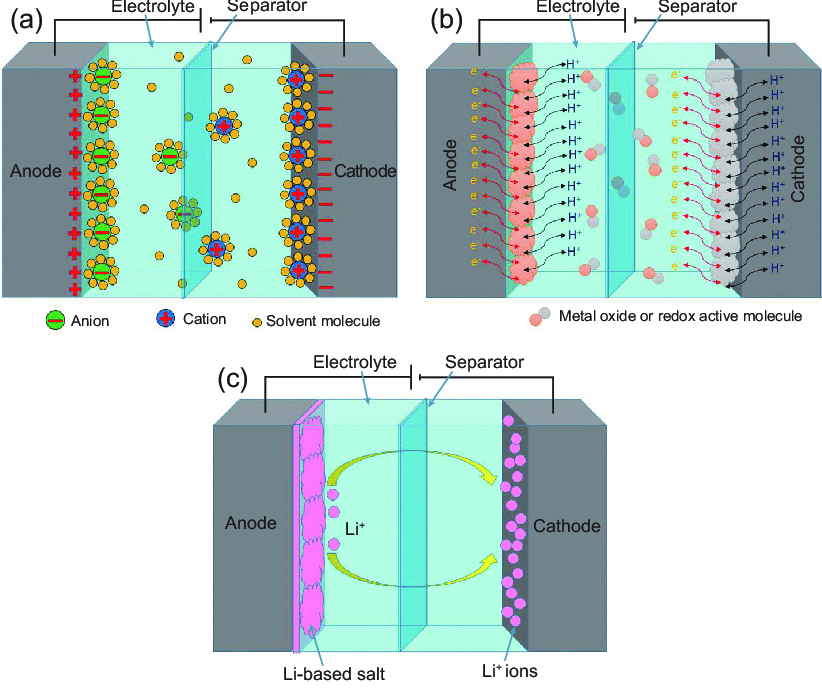 (a)
Electrolyte
Separator
Anode
Cathode
Anion
Cation
Solvent molecule
(b)
Electrolyte
Separator
Anode
Cathode
e⁻
e⁻
e⁻
e⁻
e⁻
e⁻
e⁻
e⁻
e⁻
e⁻
e⁻
e⁻
H⁺
H⁺
H⁺
H⁺
H⁺
H⁺
H⁺
H⁺
H⁺
H⁺
H⁺
H⁺
e⁻
e⁻
e⁻
e⁻
e⁻
e⁻
e⁻
e⁻
e⁻
e⁻
e⁻
e⁻
H⁺
H⁺
H⁺
H⁺
H⁺
H⁺
H⁺
H⁺
H⁺
H⁺
H⁺
H⁺
Metal oxide or redox active molecule
(c)
Electrolyte
Separator
Anode
Li⁺
Cathode
Li-based salt
Li⁺ ions